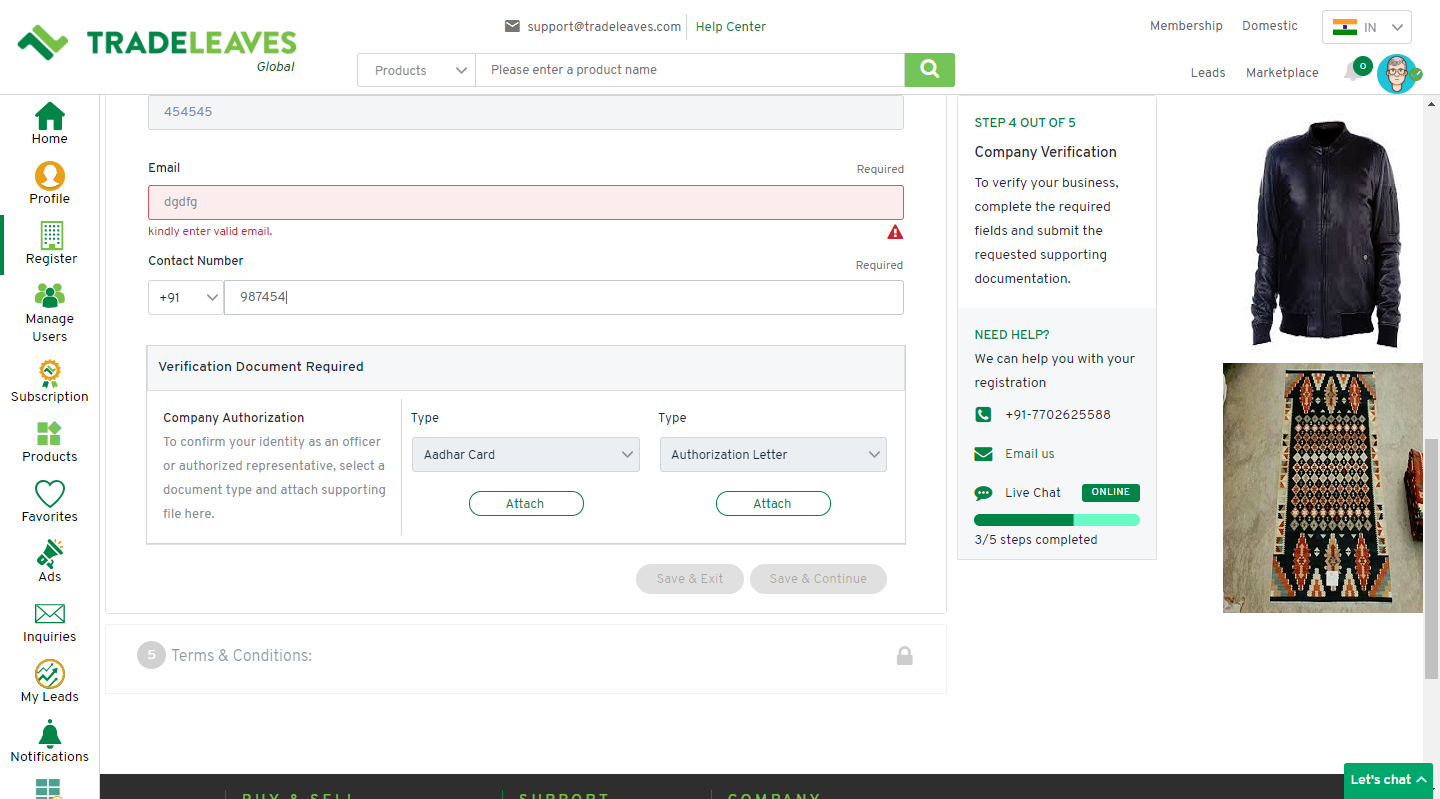 support@tradeleaves.com
Help Center
Membership
Domestic
IN
TRADELEAVES
Global
Products
Please enter a product name
Leads
Marketplace
0
Home
Profile
Register
Manage
Users
Subscription
Products
Favorites
Ads
Inquiries
My Leads
Notifications
454545
Email
Required
dgdfg
kindly enter valid email.
Contact Number
Required
+91
987454
Verification Document Required
Company Authorization
To confirm your identity as an officer
or authorized representative, select a
document type and attach supporting
file here.
Type
Aadhar Card
Attach
Type
Authorization Letter
Attach
Save & Exit
Save & Continue
5
Terms & Conditions:
STEP 4 OUT OF 5
Company Verification
To verify your business,
complete the required
fields and submit the
requested supporting
documentation.
NEED HELP?
We can help you with your
registration
+91-7702625588
Email us
Live Chat
ONLINE
3/5 steps completed
Let's chat
BUY & SELL
SUPPORT
COMPANY